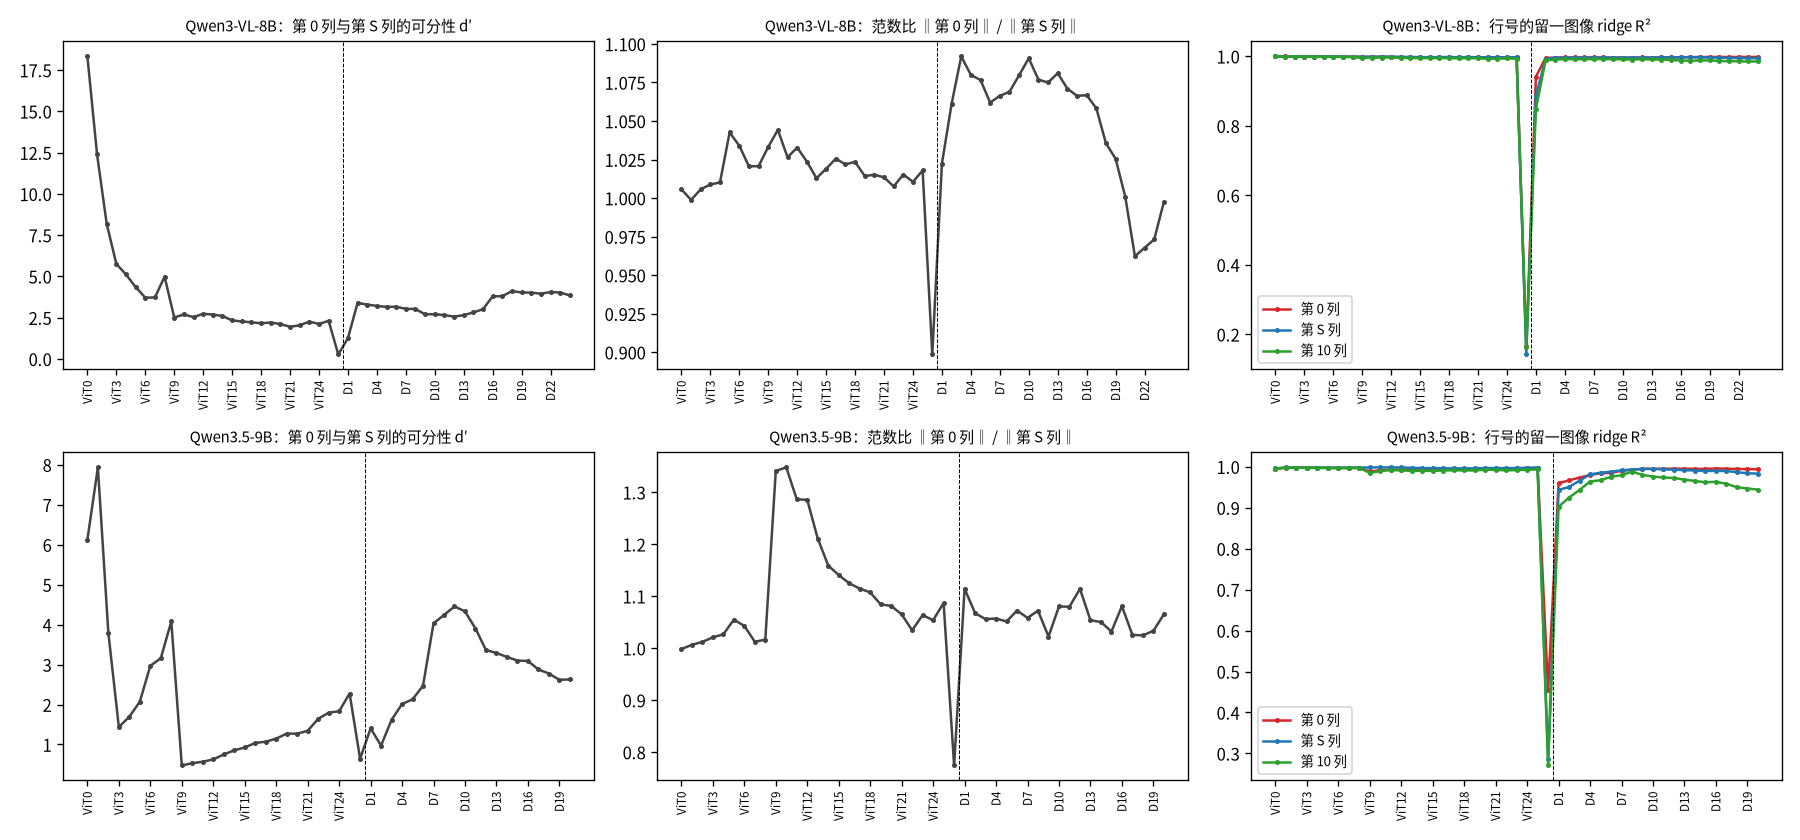 Qwen3-VL-8B：第 0 列与第 S 列的可分性 d′
17.5
15.0
12.5
10.0
7.5
5.0
2.5
0.0
ViT0 ViT3 ViT6 ViT9 ViT12 ViT15 ViT18 ViT21 ViT24 D1 D4 D7 D10 D13 D16 D19 D22
Qwen3-VL-8B：范数比 ‖ 第 0 列 ‖ / ‖ 第 S 列 ‖
1.100
1.075
1.050
1.025
1.000
0.975
0.950
0.925
0.900
ViT0 ViT3 ViT6 ViT9 ViT12 ViT15 ViT18 ViT21 ViT24 D1 D4 D7 D10 D13 D16 D19 D22
Qwen3-VL-8B：行号的留一图像 ridge R²
1.0
0.8
0.6
0.4
0.2
第 0 列
第 S 列
第 10 列
ViT0 ViT3 ViT6 ViT9 ViT12 ViT15 ViT18 ViT21 ViT24 D1 D4 D7 D10 D13 D16 D19 D22
Qwen3.5-9B：第 0 列与第 S 列的可分性 d′
8
7
6
5
4
3
2
1
ViT0 ViT3 ViT6 ViT9 ViT12 ViT15 ViT18 ViT21 ViT24 D1 D4 D7 D10 D13 D16 D19
Qwen3.5-9B：范数比 ‖ 第 0 列 ‖ / ‖ 第 S 列 ‖
1.3
1.2
1.1
1.0
0.9
0.8
ViT0 ViT3 ViT6 ViT9 ViT12 ViT15 ViT18 ViT21 ViT24 D1 D4 D7 D10 D13 D16 D19
Qwen3.5-9B：行号的留一图像 ridge R²
1.0
0.9
0.8
0.7
0.6
0.5
0.4
0.3
第 0 列
第 S 列
第 10 列
ViT0 ViT3 ViT6 ViT9 ViT12 ViT15 ViT18 ViT21 ViT24 D1 D4 D7 D10 D13 D16 D19